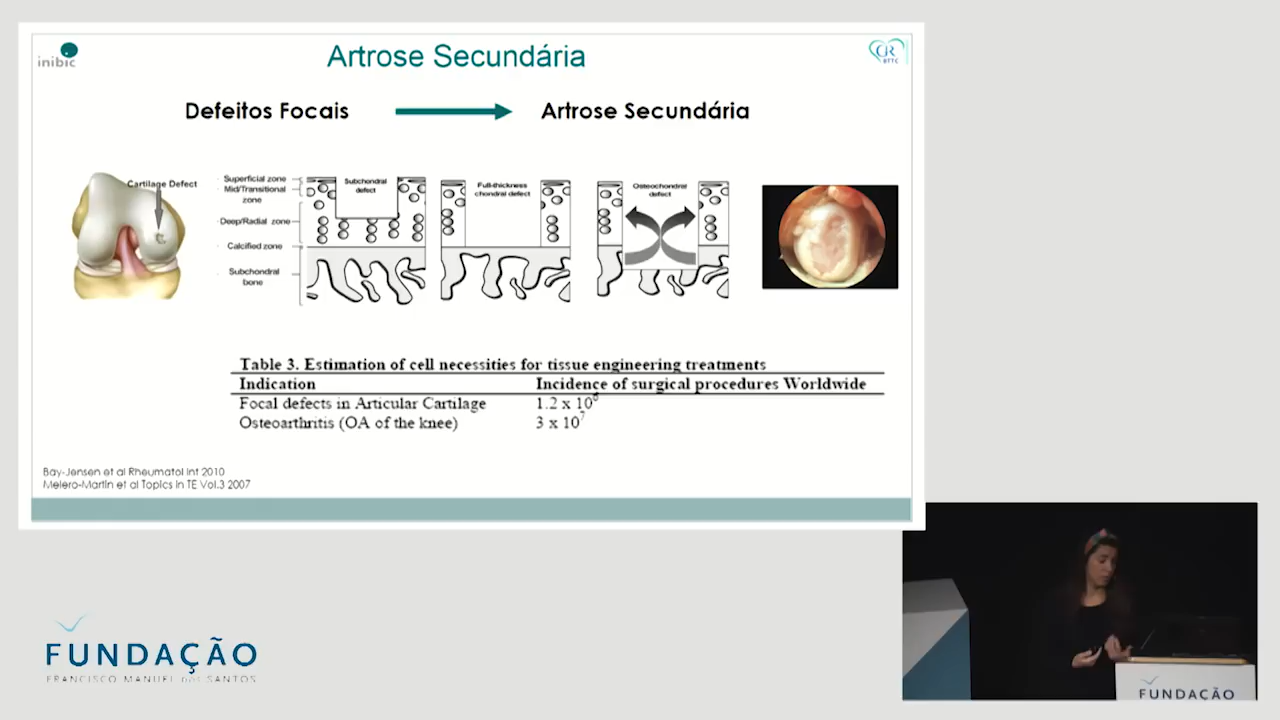 inibic
Artrose Secundária
Defeitos Focais
Artrose Secundária
Cartilage Defect
Superficial zone
Mid/Transitional
zone
Deep/Radial zone
Calcified zone
Subchondral
bone
Subchondral
defect
Full-thickness
chondral defect
Osteochondral
defect
Table 3. Estimation of cell necessities for tissue engineering treatments
Indication Incidence of surgical procedures Worldwide
Focal defects in Articular Cartilage 1.2 x 10⁶
Osteoarthritis (OA of the knee) 3 x 10⁷
Bay-Jensen et al Rheumatol Int 2010
Melero-Martin et al Topics in TE Vol.3 2007
FUNDAÇÃO
FRANCISCO MANUEL DOS SANTOS
FUNDAÇÃO